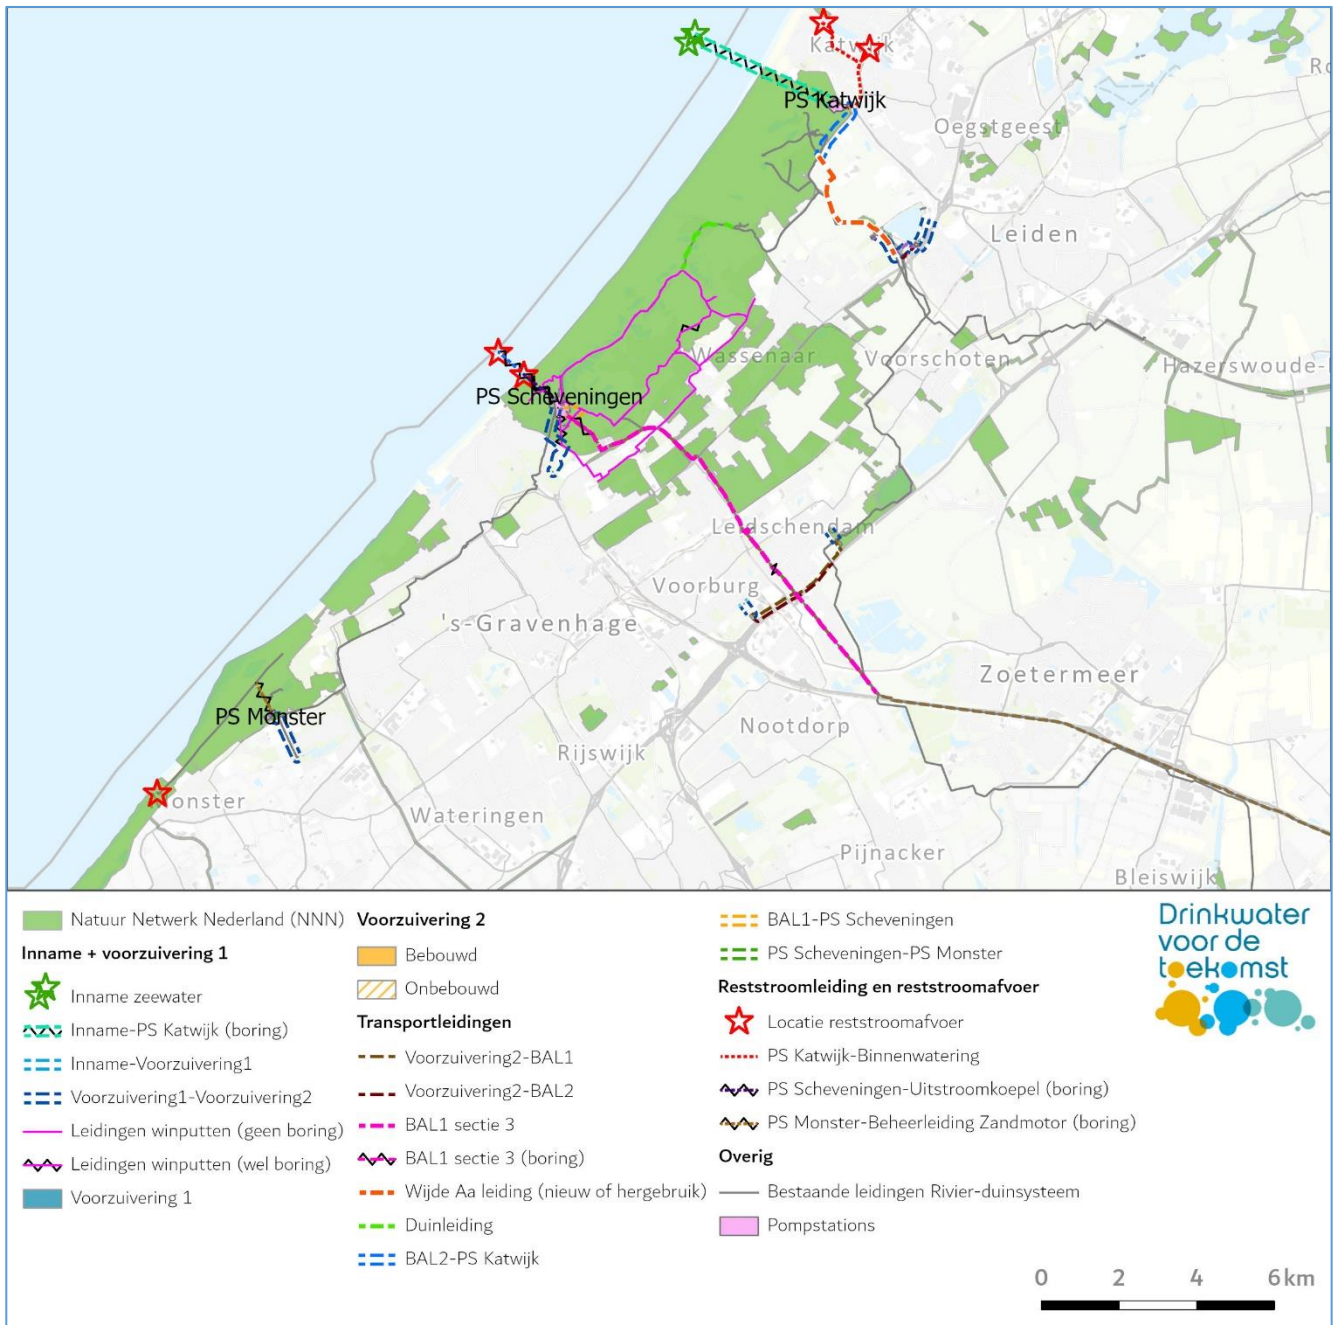 Katwijk
Ro
PS Katwijk
Oegstgeest
Leiden
Wassenaar
Voorschoten
Hazerswoude-
PS Scheveningen
Leidschendam
Voorburg
's-Gravenhage
Zoetermeer
PS Monster
Nootdorp
Rijswijk
onster
Wateringen
Pijnacker
Bleiswijk
Natuur Netwerk Nederland (NNN)
Inname + voorzuivering 1
Inname zeewater
Inname-PS Katwijk (boring)
Inname-Voorzuivering1
Voorzuivering1-Voorzuivering2
Leidingen winputten (geen boring)
Leidingen winputten (wel boring)
Voorzuivering 1
Voorzuivering 2
Bebouwd
Onbebouwd
Transportleidingen
Voorzuivering2-BAL1
Voorzuivering2-BAL2
BAL1 sectie 3
BAL1 sectie 3 (boring)
Wijde Aa leiding (nieuw of hergebruik)
Duinleiding
BAL2-PS Katwijk
BAL1-PS Scheveningen
PS Scheveningen-PS Monster
Reststroomleiding en reststroomafvoer
Locatie reststroomafvoer
PS Katwijk-Binnenwatering
PS Scheveningen-Uitstroomkoepel (boring)
PS Monster-Beheerleiding Zandmotor (boring)
Overig
Bestaande leidingen Rivier-duinsysteem
Pompstations
Drinkwater
voor de
toekomst
0 2 4 6 km